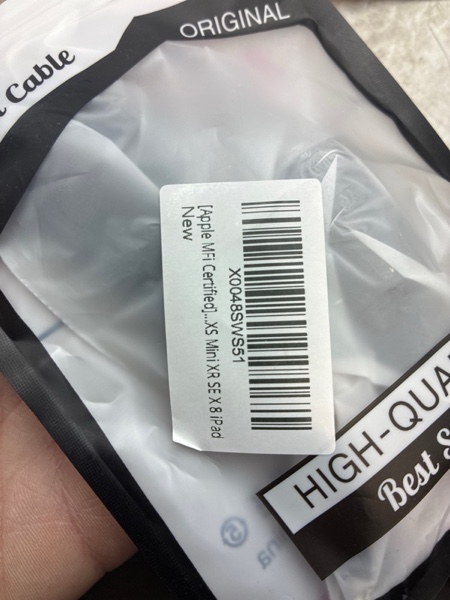 ORIGINAL
Cable
X0048SWS51
[Apple MFi Certified]...XS Mini XR SE X 8 iPad
New
HIGH-QUA
Best S